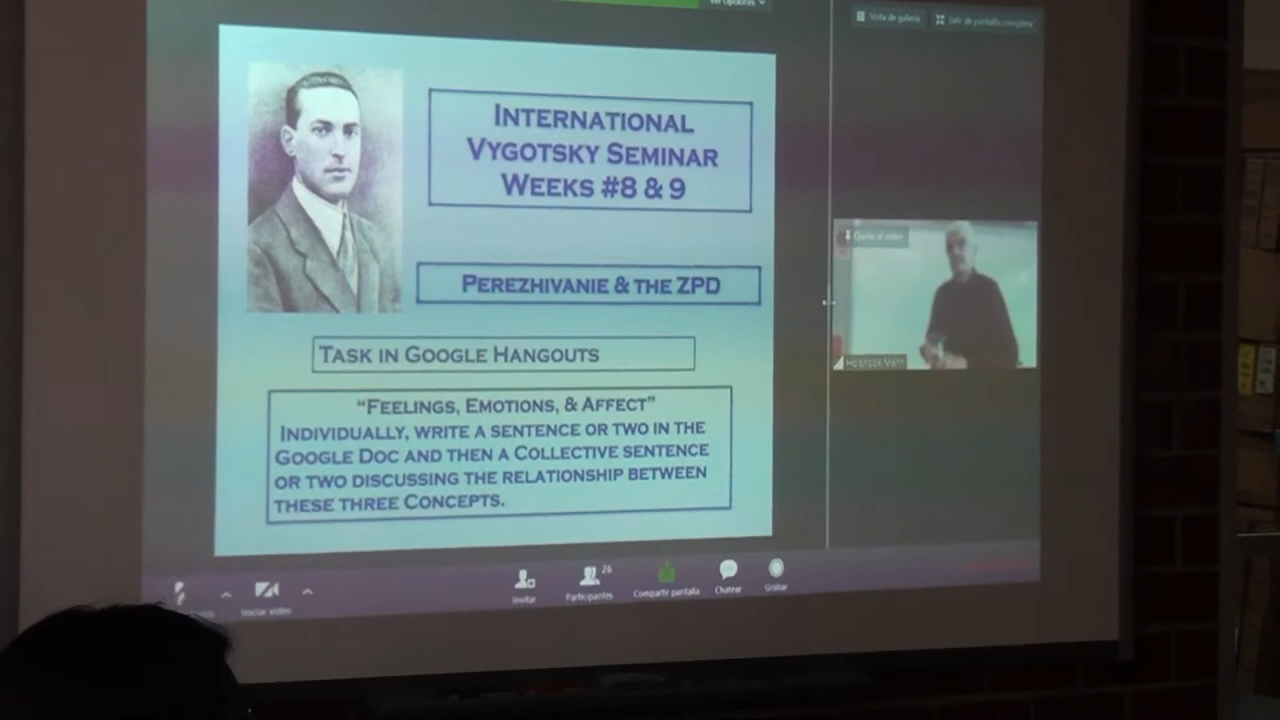 Ver opciones
Vista de galería
Salir de pantalla completa
INTERNATIONAL
VYGOTSKY SEMINAR
WEEKS #8 & 9
PEREZHIVANIE & THE ZPD
TASK IN GOOGLE HANGOUTS
“FEELINGS, EMOTIONS, & AFFECT”
INDIVIDUALLY, WRITE A SENTENCE OR TWO IN THE
GOOGLE DOC AND THEN A COLLECTIVE SENTENCE
OR TWO DISCUSSING THE RELATIONSHIP BETWEEN
THESE THREE CONCEPTS.
Iniciar video
Invitar
Participantes
26
Compartir pantalla
Chatear
Grabar